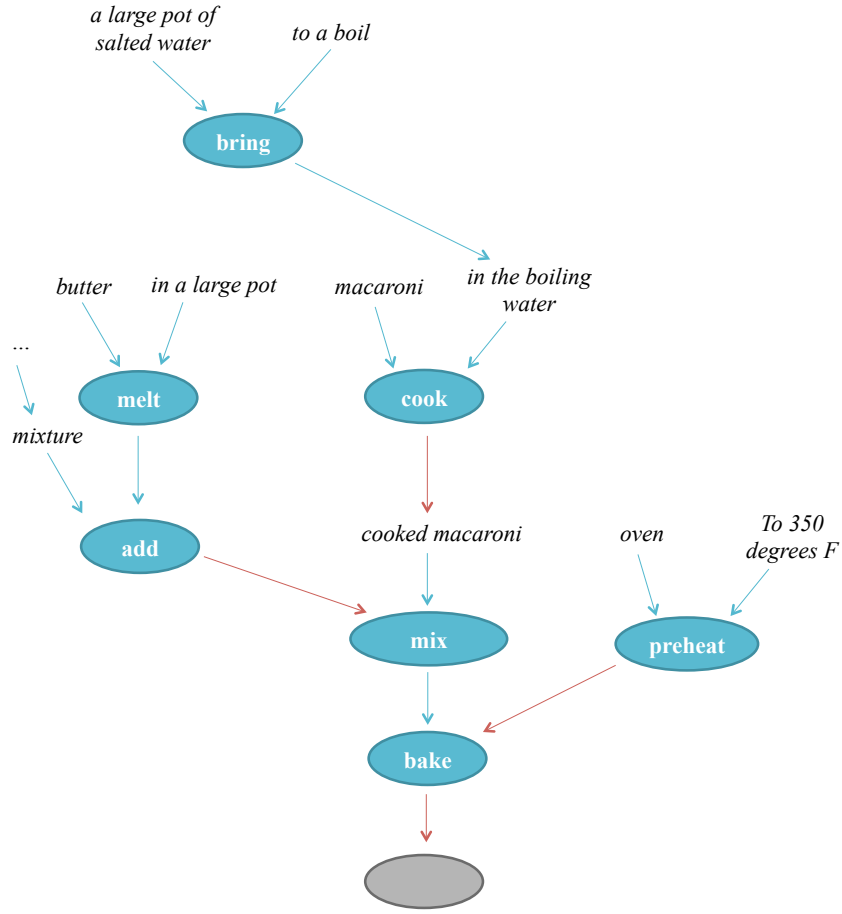 a large pot of
salted water
to a boil
bring
butter
in a large pot
macaroni
in the boiling
water
...
melt
cook
mixture
add
cooked macaroni
oven
To 350
degrees F
mix
preheat
bake